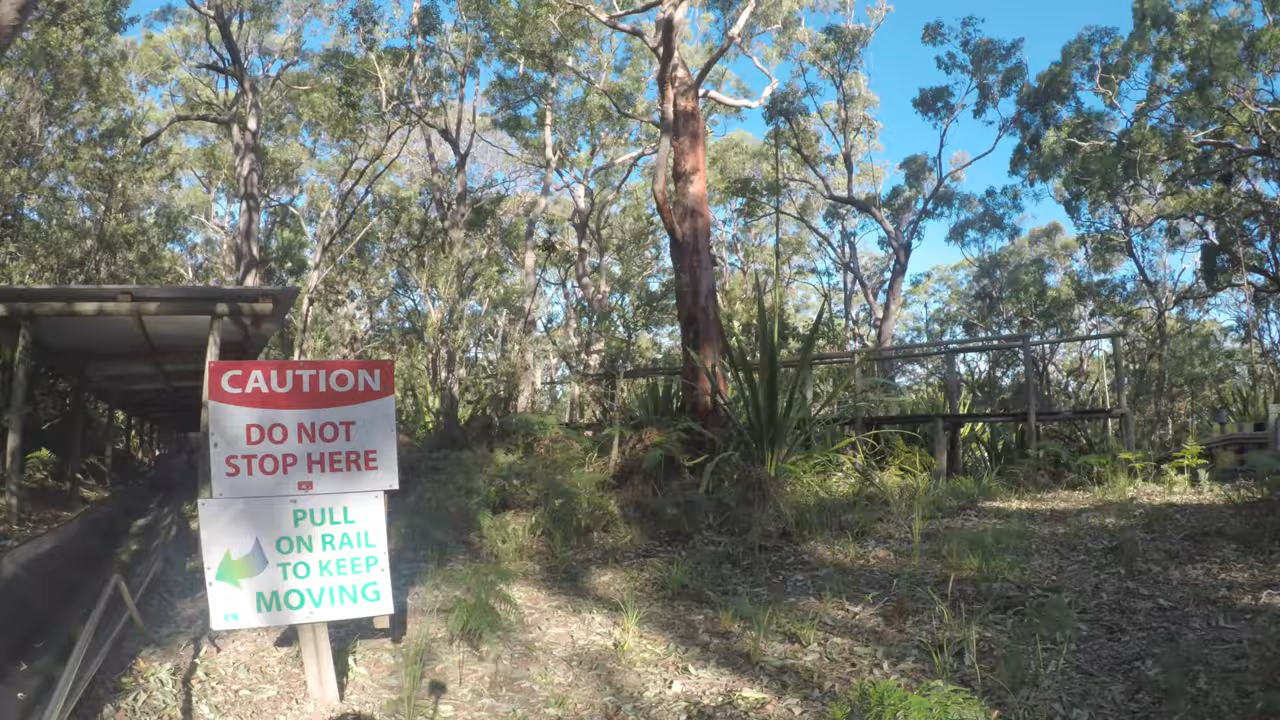 CAUTION
DO NOT
STOP HERE
PULL
ON RAIL
TO KEEP
MOVING